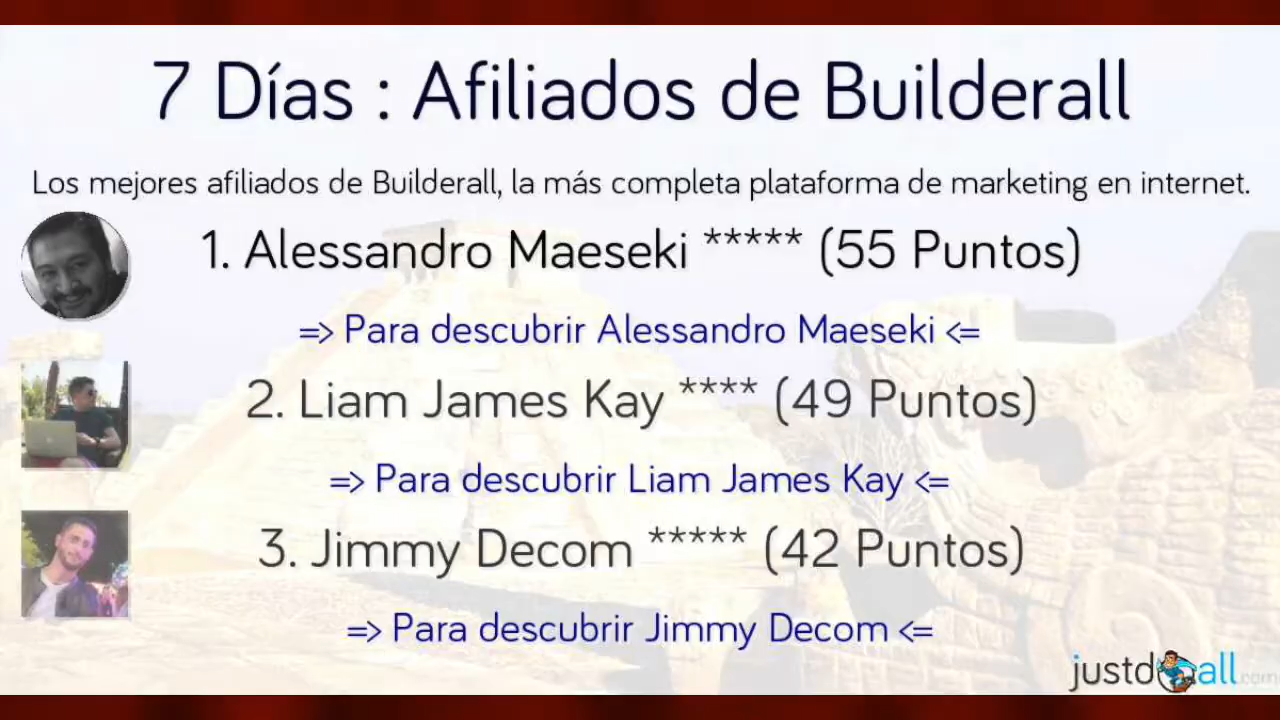 7 Días : Afiliados de Builderall
Los mejores afiliados de Builderall, la más completa plataforma de marketing en internet.
1. Alessandro Maeseki ***** (55 Puntos)
=> Para descubrir Alessandro Maeseki <=
2. Liam James Kay **** (49 Puntos)
=> Para descubrir Liam James Kay <=
3. Jimmy Decom ***** (42 Puntos)
=> Para descubrir Jimmy Decom <=
justdoall.com